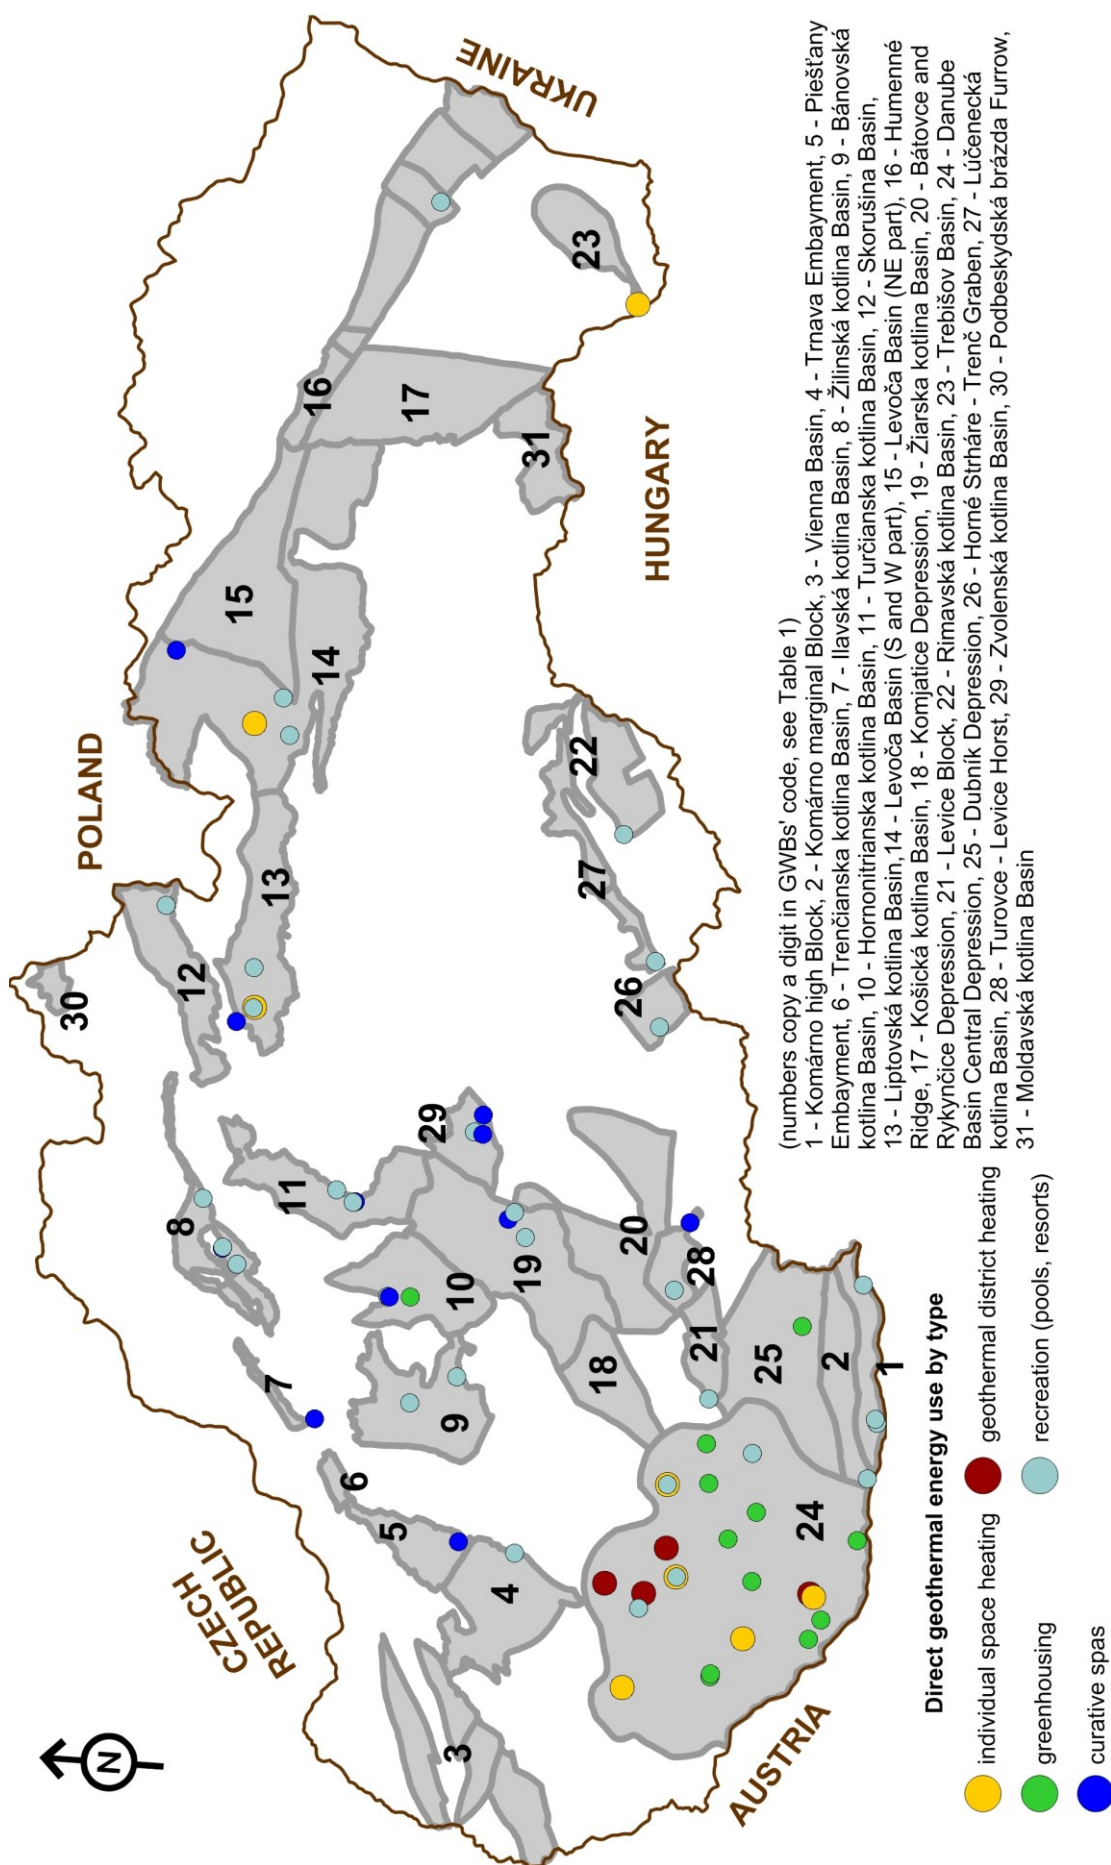 N
CZECH
REPUBLIC
POLAND
UKRAINE
AUSTRIA
HUNGARY
30
12
8
7
11
13
15
16
14
6
5
10
9
29
17
3
4
19
18
20
31
23
28
21
22
27
26
25
24
2
1
(numbers copy a digit in GWBs' code, see Table 1)
1 - Komárno high Block, 2 - Komárno marginal Block, 3 - Vienna Basin, 4 - Trnava Embayment, 5 - Piešťany
Embayment, 6 - Trenčianska kotlina Basin, 7 - Ilavská kotlina Basin, 8 - Žilinská kotlina Basin, 9 - Bánovská
kotlina Basin, 10 - Hornonitrianska kotlina Basin, 11 - Turčianska kotlina Basin, 12 - Skorušina Basin,
13 - Liptovská kotlina Basin,14 - Levoča Basin (S and W part), 15 - Levoča Basin (NE part), 16 - Humenné
Ridge, 17 - Košická kotlina Basin, 18 - Komjatice Depression, 19 - Žiarska kotlina Basin, 20 - Bátovce and
Rykynčice Depression, 21 - Levice Block, 22 - Rimavská kotlina Basin, 23 - Trebišov Basin, 24 - Danube
Basin Central Depression, 25 - Dubník Depression, 26 - Horné Strháre - Trenč Graben, 27 - Lúčenecká
kotlina Basin, 28 - Turovce - Levice Horst, 29 - Zvolenská kotlina Basin, 30 - Podbeskydská brázda Furrow,
31 - Moldavská kotlina Basin
Direct geothermal energy use by type
individual space heating
geothermal district heating
greenhousing
recreation (pools, resorts)
curative spas